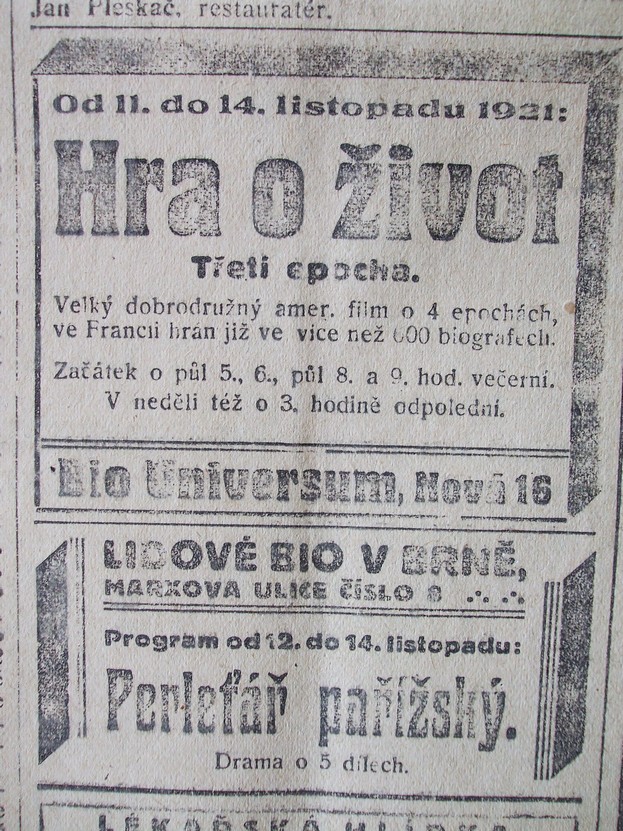 Jan Pleskač, restauratér.
Od 11. do 14. listopadu 1921:
Hra o život
Třetí epocha.
Velký dobrodružný amer. film o 4 epochách,
ve Francii hrán již ve více než 600 biografech.
Začátek o půl 5., 6., půl 8. a 9. hod. večerní.
V neděli též o 3. hodině odpolední.
Bio Universum, Nová 16
LIDOVÉ BIO V BRNĚ,
MARXOVA ULICE ČÍSLO 8
Program od 12. do 14. listopadu:
Perleťář pařížský.
Drama o 5 dílech.
LÉKAŘSKÁ HLÍDKA